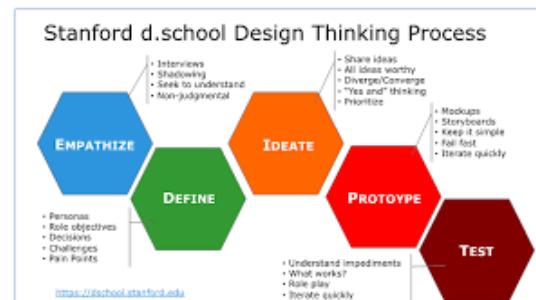 Stanford d.school Design Thinking Process
• Interviews
• Shadowing
• Seek to understand
• Non-judgmental
• Share ideas
• All ideas worthy
• Diverge/Converge
• "Yes and" thinking
• Prioritize
• Mockups
• Storyboards
• Keep it simple
• Fail fast
• Iterate quickly
EMPATHIZE
IDEATE
DEFINE
PROTOYPE
TEST
• Personas
• Role objectives
• Decisions
• Challenges
• Pain Points
• Understand impediments
• What works?
• Role play
• Iterate quickly
https://dschool.stanford.edu